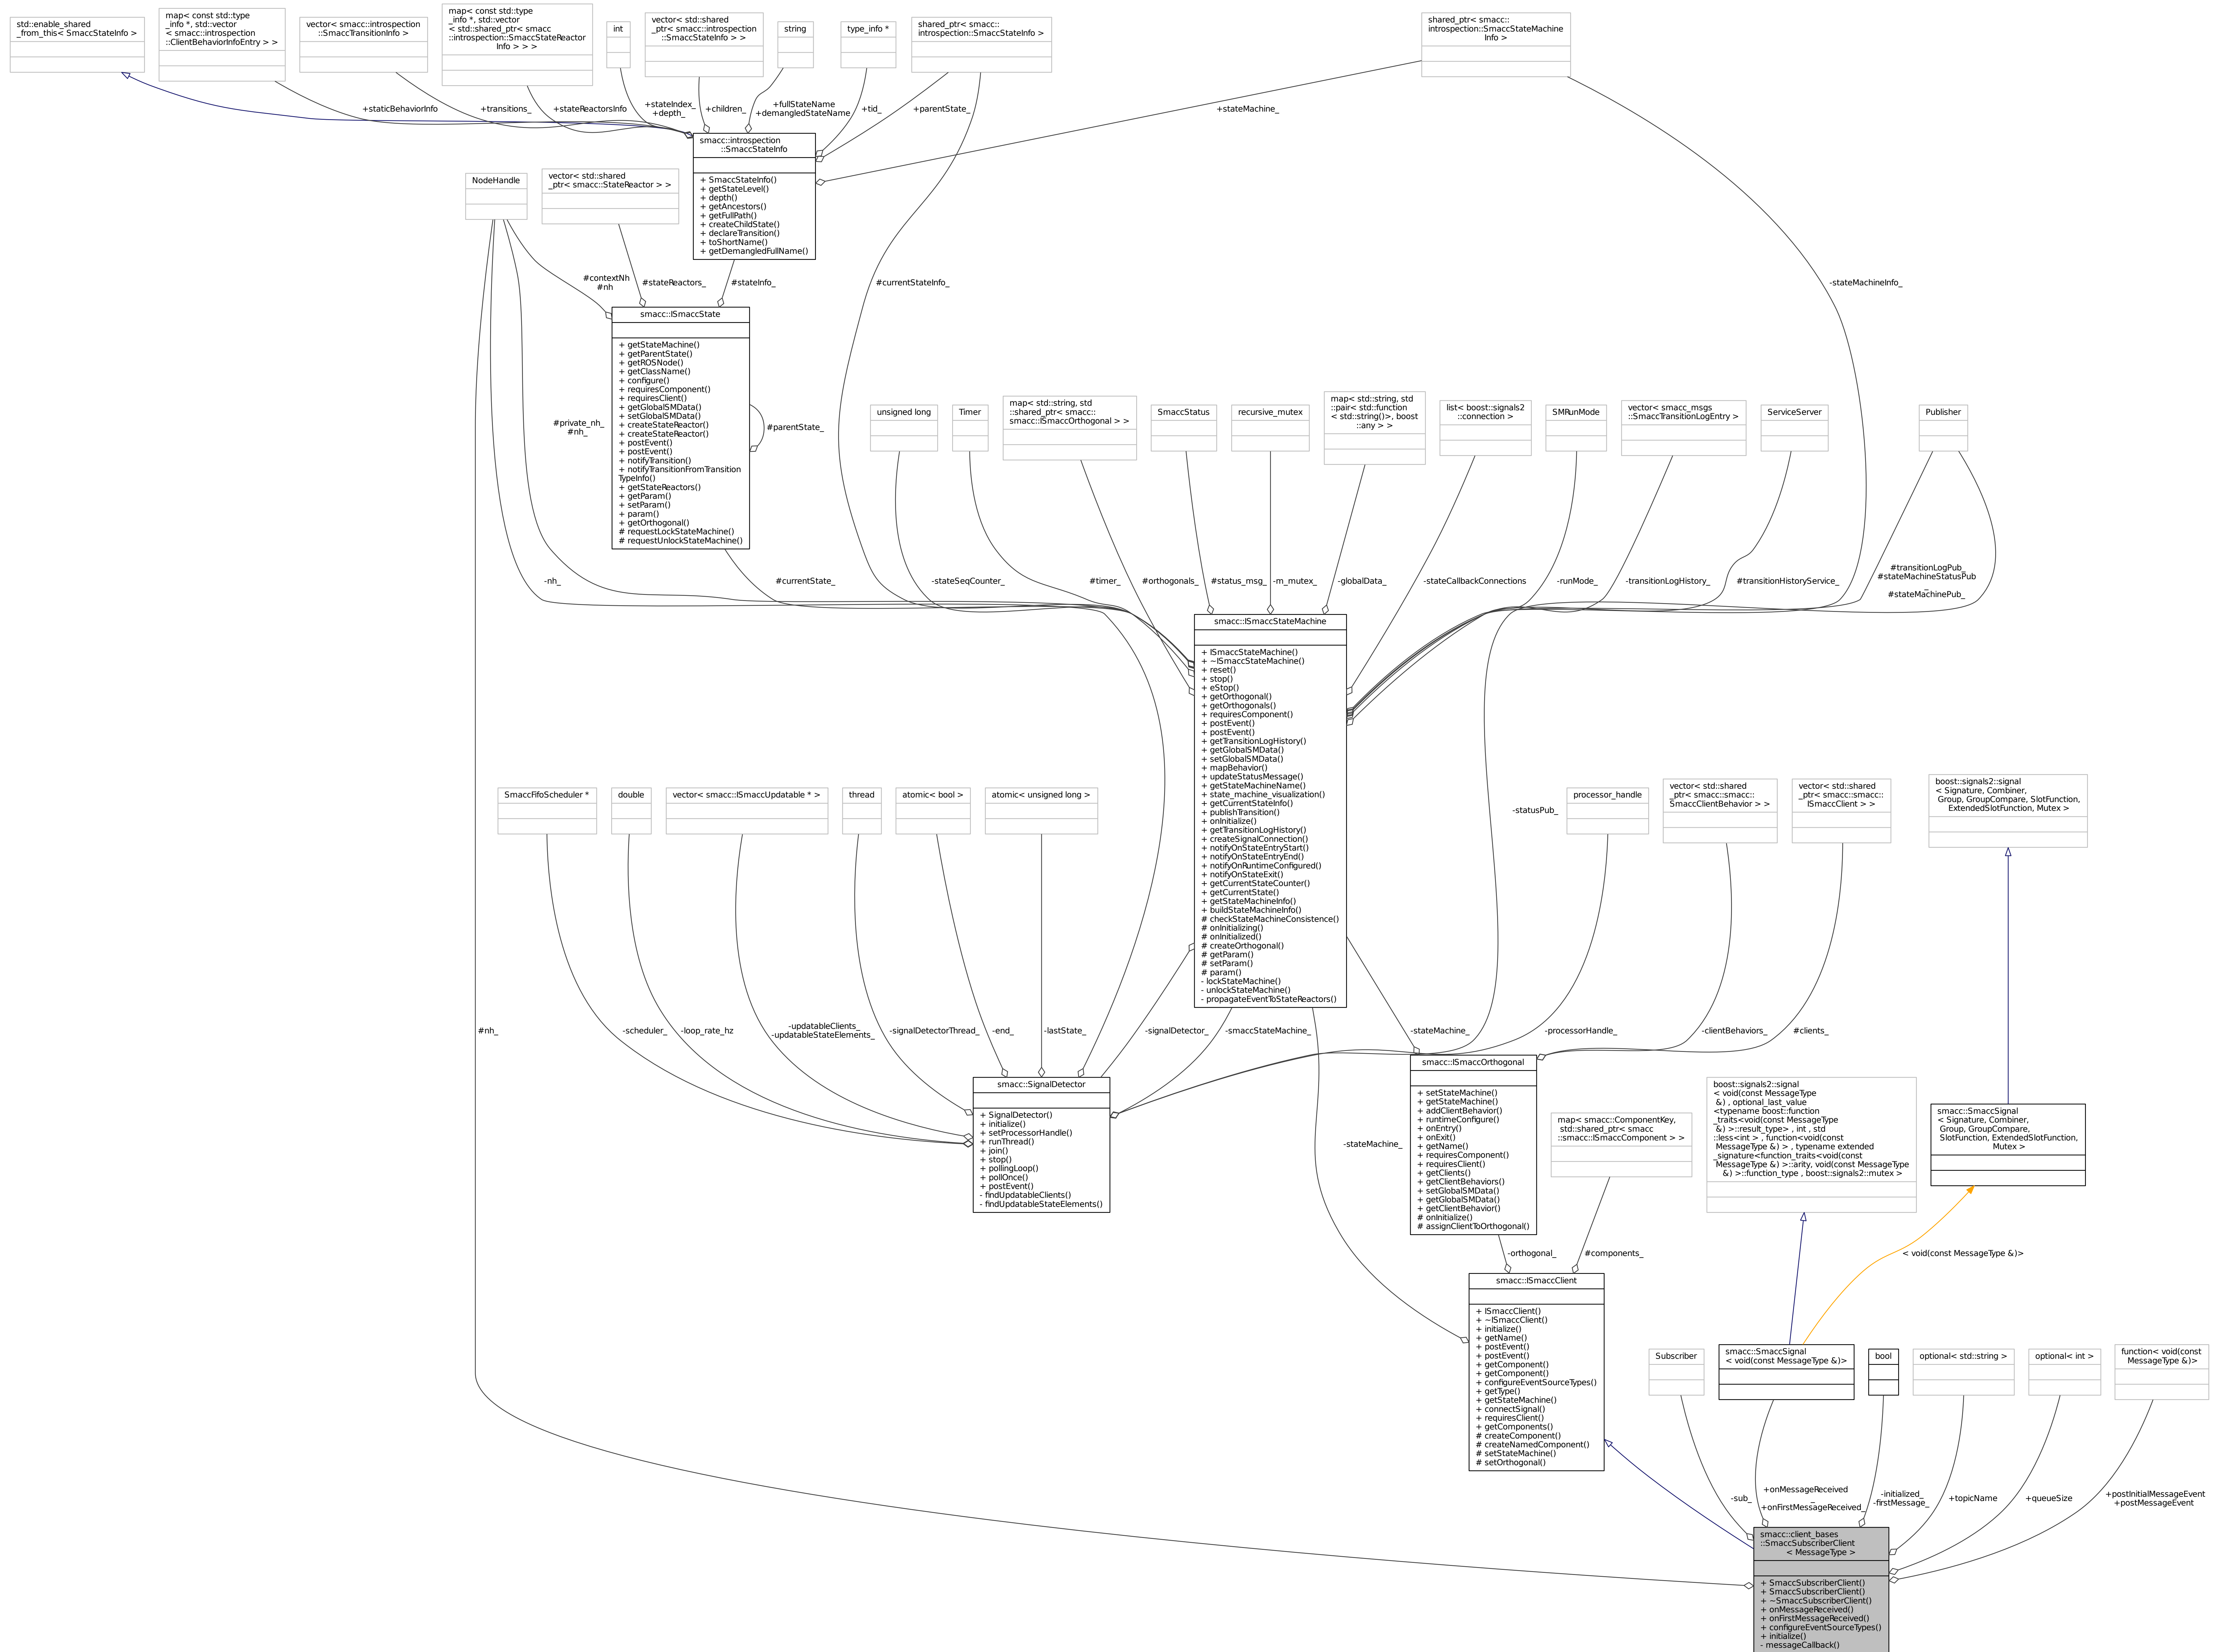 std::enable_shared
_from_this< SmaccStateInfo >
map< const std::type
_info *, std::vector
< smacc::introspection
::ClientBehaviorInfoEntry > >
vector< smacc::introspection
::SmaccTransitionInfo >
map< const std::type
_info *, std::vector
< std::shared_ptr< smacc
::introspection::SmaccStateReactor
Info > > >
int
vector< std::shared
_ptr< smacc::introspection
::SmaccStateInfo > >
string
type_info *
shared_ptr< smacc::
introspection::SmaccStateInfo >
shared_ptr< smacc::
introspection::SmaccStateMachine
Info >
+staticBehaviorInfo
+transitions_
+stateReactorsInfo
+stateIndex_
+depth_
+children_
+fullStateName
+demangledStateName
+tid_
+parentState_
+stateMachine_
smacc::introspection
::SmaccStateInfo
+ SmaccStateInfo()
+ getStateLevel()
+ depth()
+ getAncestors()
+ getFullPath()
+ createChildState()
+ declareTransition()
+ toShortName()
+ getDemangledFullName()
NodeHandle
vector< std::shared
_ptr< smacc::StateReactor > >
#contextNh
#nh
#stateReactors_
#stateInfo_
#currentStateInfo_
-stateMachineInfo_
smacc::ISmaccState
+ getStateMachine()
+ getParentState()
+ getROSNode()
+ getClassName()
+ configure()
+ requiresComponent()
+ requiresClient()
+ getGlobalSMData()
+ setGlobalSMData()
+ createStateReactor()
+ createStateReactor()
+ postEvent()
+ postEvent()
+ notifyTransition()
+ notifyTransitionFromTransition
TypeInfo()
+ getStateReactors()
+ getParam()
+ setParam()
+ param()
+ getOrthogonal()
# requestLockStateMachine()
# requestUnlockStateMachine()
#private_nh_
#nh_
#parentState_
unsigned long
Timer
map< std::string, std
::shared_ptr< smacc::
smacc::ISmaccOrthogonal > >
SmaccStatus
recursive_mutex
map< std::string, std
::pair< std::function
< std::string()>, boost
::any > >
list< boost::signals2
::connection >
SMRunMode
vector< smacc_msgs
::SmaccTransitionLogEntry >
ServiceServer
Publisher
-nh_
#currentState_
-stateSeqCounter_
#timer_
#orthogonals_
#status_msg_
-m_mutex_
-globalData_
-stateCallbackConnections
-runMode_
-transitionLogHistory_
#transitionHistoryService_
#transitionLogPub_
#stateMachineStatusPub
_
#stateMachinePub_
smacc::ISmaccStateMachine
+ ISmaccStateMachine()
+ ~ISmaccStateMachine()
+ reset()
+ stop()
+ eStop()
+ getOrthogonal()
+ getOrthogonals()
+ requiresComponent()
+ postEvent()
+ postEvent()
+ getTransitionLogHistory()
+ getGlobalSMData()
+ setGlobalSMData()
+ mapBehavior()
+ updateStatusMessage()
+ getStateMachineName()
+ state_machine_visualization()
+ getCurrentStateInfo()
+ publishTransition()
+ onInitialize()
+ getTransitionLogHistory()
+ createSignalConnection()
+ notifyOnStateEntryStart()
+ notifyOnStateEntryEnd()
+ notifyOnRuntimeConfigured()
+ notifyOnStateExit()
+ getCurrentStateCounter()
+ getCurrentState()
+ getStateMachineInfo()
+ buildStateMachineInfo()
# checkStateMachineConsistence()
# onInitializing()
# onInitialized()
# createOrthogonal()
# getParam()
# setParam()
# param()
- lockStateMachine()
- unlockStateMachine()
- propagateEventToStateReactors()
SmaccFifoScheduler *
double
vector< smacc::ISmaccUpdatable * >
thread
atomic< bool >
atomic< unsigned long >
-statusPub_
processor_handle
vector< std::shared
_ptr< smacc::smacc::
SmaccClientBehavior > >
vector< std::shared
_ptr< smacc::smacc::
ISmaccClient > >
boost::signals2::signal
< Signature, Combiner,
Group, GroupCompare, SlotFunction,
ExtendedSlotFunction, Mutex >
#nh_
-scheduler_
-loop_rate_hz
-updatableClients_
-updatableStateElements_
-signalDetectorThread_
-end_
-lastState_
-signalDetector_
-smaccStateMachine_
-stateMachine_
-processorHandle_
-clientBehaviors_
#clients_
smacc::SignalDetector
+ SignalDetector()
+ initialize()
+ setProcessorHandle()
+ runThread()
+ join()
+ stop()
+ pollingLoop()
+ pollOnce()
+ postEvent()
- findUpdatableClients()
- findUpdatableStateElements()
smacc::ISmaccOrthogonal
+ setStateMachine()
+ getStateMachine()
+ addClientBehavior()
+ runtimeConfigure()
+ onEntry()
+ onExit()
+ getName()
+ requiresComponent()
+ requiresClient()
+ getClients()
+ getClientBehaviors()
+ setGlobalSMData()
+ getGlobalSMData()
+ getClientBehavior()
# onInitialize()
# assignClientToOrthogonal()
-stateMachine_
map< smacc::ComponentKey,
std::shared_ptr< smacc
::smacc::ISmaccComponent > >
boost::signals2::signal
< void(const MessageType
&) , optional_last_value
<typename boost::function
_traits<void(const MessageType
&) >::result_type> , int , std
::less<int > , function<void(const
MessageType &) > , typename extended
_signature<function_traits<void(const
MessageType &) >::arity, void(const MessageType
&) >::function_type , boost::signals2::mutex >
smacc::SmaccSignal
< Signature, Combiner,
Group, GroupCompare,
SlotFunction, ExtendedSlotFunction,
Mutex >
-orthogonal_
#components_
< void(const MessageType &)>
smacc::ISmaccClient
+ ISmaccClient()
+ ~ISmaccClient()
+ initialize()
+ getName()
+ postEvent()
+ postEvent()
+ getComponent()
+ getComponent()
+ configureEventSourceTypes()
+ getType()
+ getStateMachine()
+ connectSignal()
+ requiresClient()
+ getComponents()
# createComponent()
# createNamedComponent()
# setStateMachine()
# setOrthogonal()
Subscriber
smacc::SmaccSignal
< void(const MessageType &)>
bool
optional< std::string >
optional< int >
function< void(const
MessageType &)>
-sub_
+onMessageReceived
_
+onFirstMessageReceived_
-initialized_
-firstMessage_
+topicName
+queueSize
+postInitialMessageEvent
+postMessageEvent
smacc::client_bases
::SmaccSubscriberClient
< MessageType >
+ SmaccSubscriberClient()
+ SmaccSubscriberClient()
+ ~SmaccSubscriberClient()
+ onMessageReceived()
+ onFirstMessageReceived()
+ configureEventSourceTypes()
+ initialize()
- messageCallback()